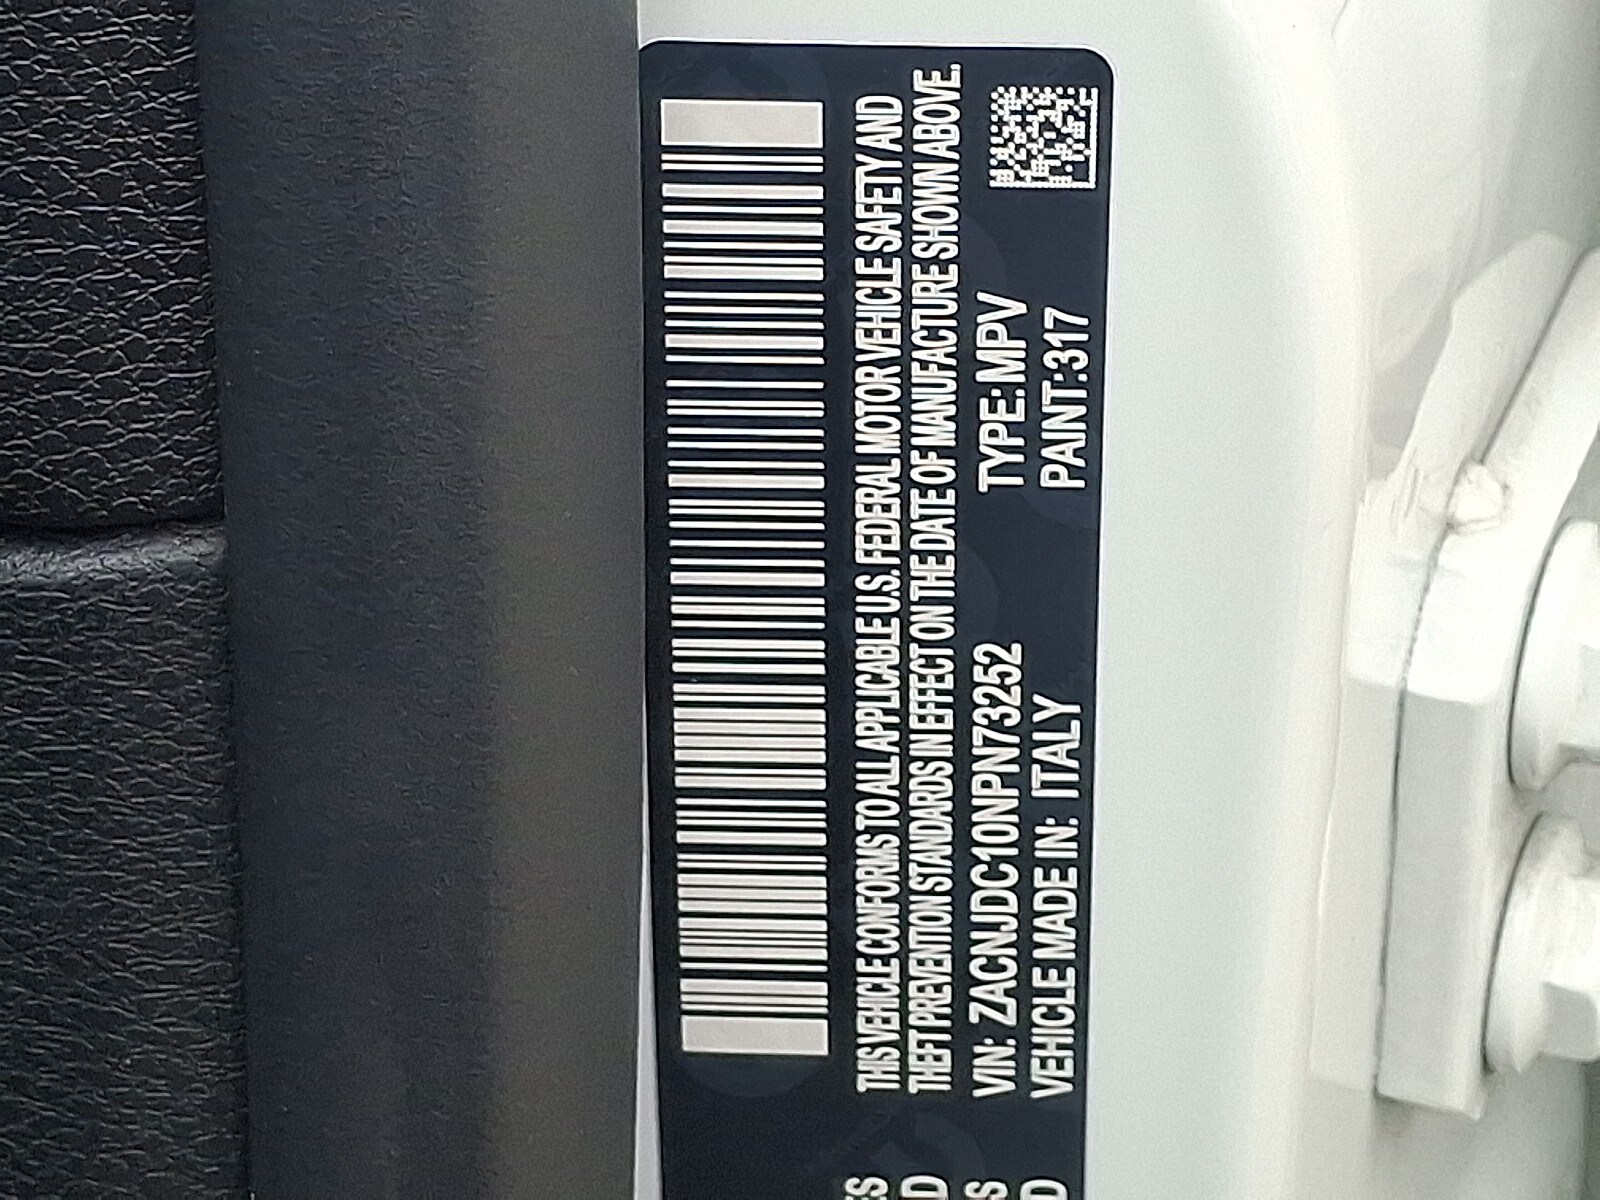 THIS VEHICLE CONFORMS TO ALL APPLICABLE U.S. FEDERAL MOTOR VEHICLE SAFETY AND
THEFT PREVENTION STANDARDS IN EFFECT ON THE DATE OF MANUFACTURE SHOWN ABOVE.
VIN: ZACNJDC10NPN73252 TYPE: MPV
VEHICLE MADE IN: ITALY PAINT:317